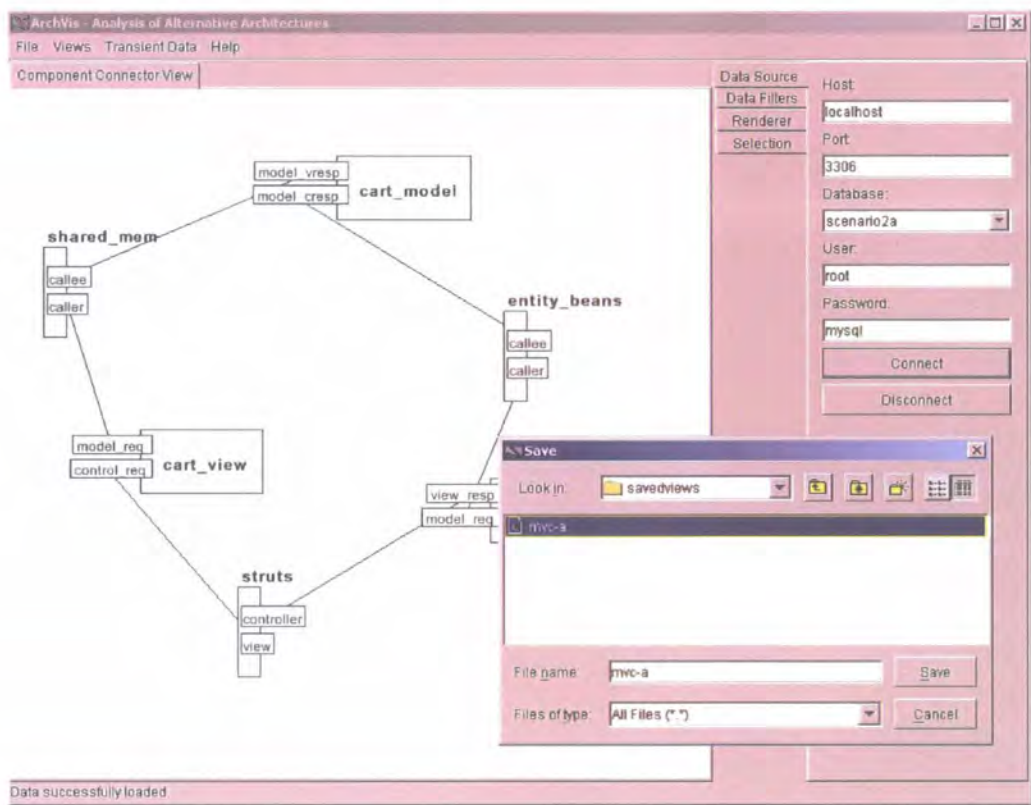 ArchVis - Analysis of Alternative Architectures
File Views Transient Data Help
Component Connector View
model_vresp
model_cresp
cart_model
shared_mem
callee
caller
entity_beans
callee
caller
model_req
control_req
cart_view
view_resp
model_req
struts
controller
view
Data Source
Data Filters
Renderer
Selection
Host:
localhost
Port
3306
Database:
scenario2a
User:
root
Password:
mysql
Connect
Disconnect
Save
Look in:
savedviews
mvc-a
File name:
mvc-a
Save
Files of type:
All Files (*.*)
Cancel
Data successfully loaded